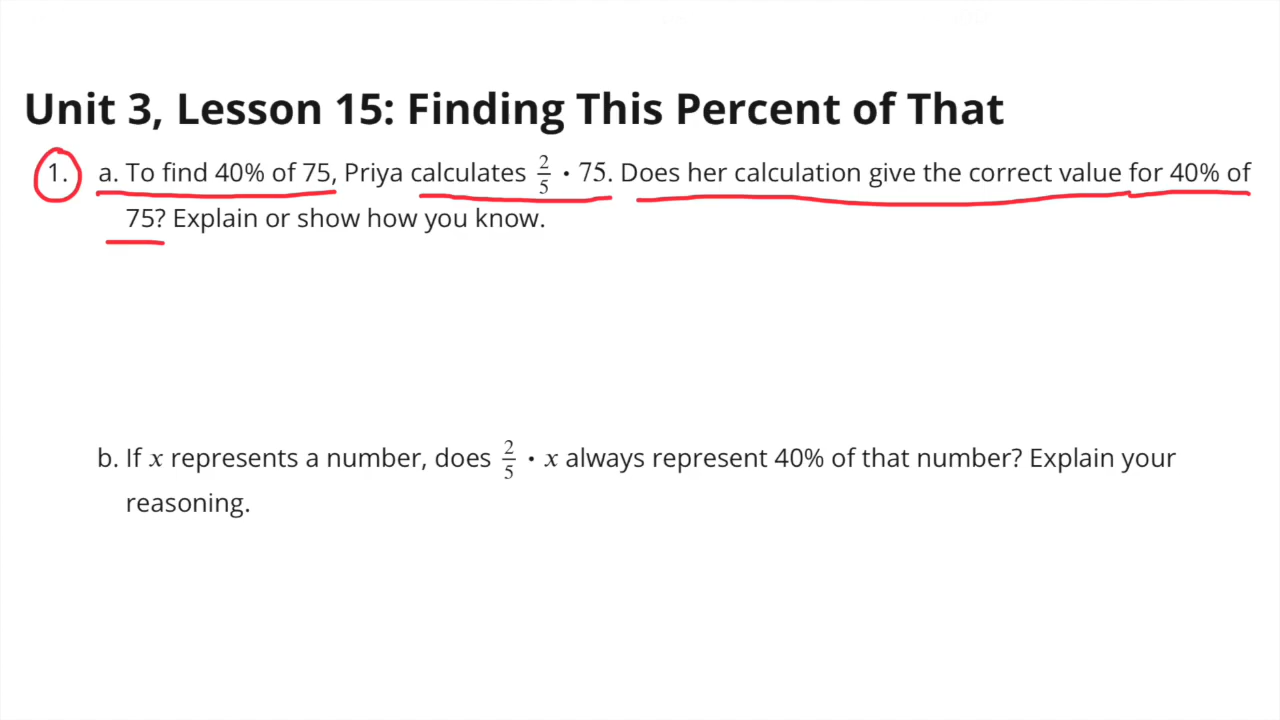 Unit 3, Lesson 15: Finding This Percent of That
1. a. To find 40% of 75, Priya calculates 2/5 · 75. Does her calculation give the correct value for 40% of
75? Explain or show how you know.
b. If x represents a number, does 2/5 · x always represent 40% of that number? Explain your
reasoning.